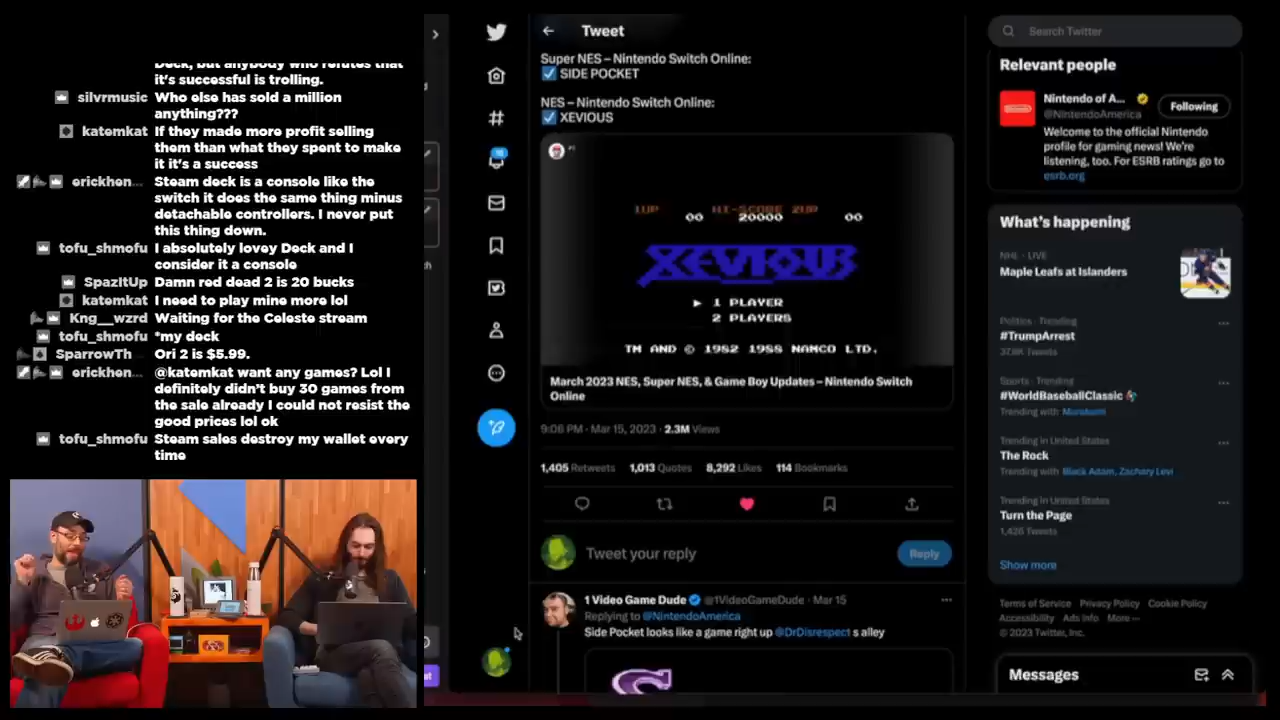 Deck, but anybody who refutes that
it's successful is trolling.
silvrmusic Who else has sold a million
anything???
katemkat If they made more profit selling
them than what they spent to make
it it's a success
erickhen... Steam deck is a console like the
switch it does the same thing minus
detachable controllers. I never put
this thing down.
tofu_shmofu I absolutely lovey Deck and I
consider it a console
SpazItUp Damn red dead 2 is 20 bucks
katemkat I need to play mine more lol
Kng__wzrd Waiting for the Celeste stream
tofu_shmofu *my deck
SparrowTh... Ori 2 is $5.99.
erickhen... @katemkat want any games? Lol I
definitely didn't buy 30 games from
the sale already I could not resist the
good prices lol ok
tofu_shmofu Steam sales destroy my wallet every
time
Tweet
Super NES – Nintendo Switch Online:
SIDE POCKET
NES – Nintendo Switch Online:
XEVIOUS
1UP HI-SCORE 2UP
00 20000 00
XEVIOUS
1 PLAYER
2 PLAYERS
TM AND © 1982 1988 NAMCO LTD.
March 2023 NES, Super NES, & Game Boy Updates – Nintendo Switch
Online
9:06 PM · Mar 15, 2023 · 2.3M Views
1,405 Retweets 1,013 Quotes 8,292 Likes 114 Bookmarks
Tweet your reply
Reply
1 Video Game Dude @1VideoGameDude · Mar 15
Replying to @NintendoAmerica
Side Pocket looks like a game right up @DrDisrespect s alley
Search Twitter
Relevant people
Nintendo of A...
@NintendoAmerica
Following
Welcome to the official Nintendo
profile for gaming news! We're
listening, too. For ESRB ratings go to
esrb.org
What's happening
NHL · LIVE
Maple Leafs at Islanders
Politics · Trending
#TrumpArrest
Tweets
Sports · Trending
#WorldBaseballClassic
Trending with Murakami
Trending in United States
The Rock
Trending with Black Adam, Zachary Levi
Trending in United States
Turn the Page
1,426 Tweets
Show more
Terms of Service Privacy Policy Cookie Policy
Accessibility Ads Info More
© 2023 Twitter, Inc.
Messages